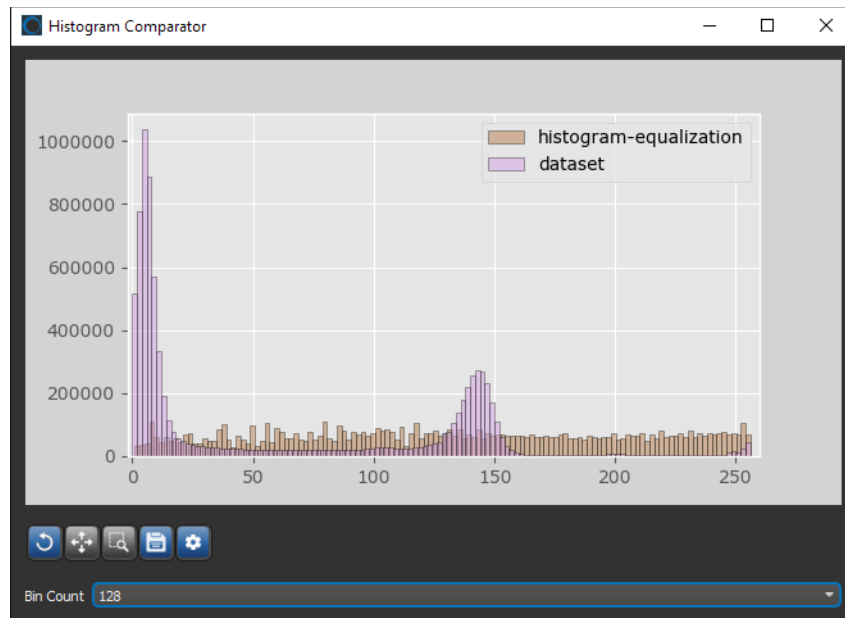 Histogram Comparator
histogram-equalization
dataset
1000000
800000
600000
400000
200000
0
0 50 100 150 200 250
Bin Count 128